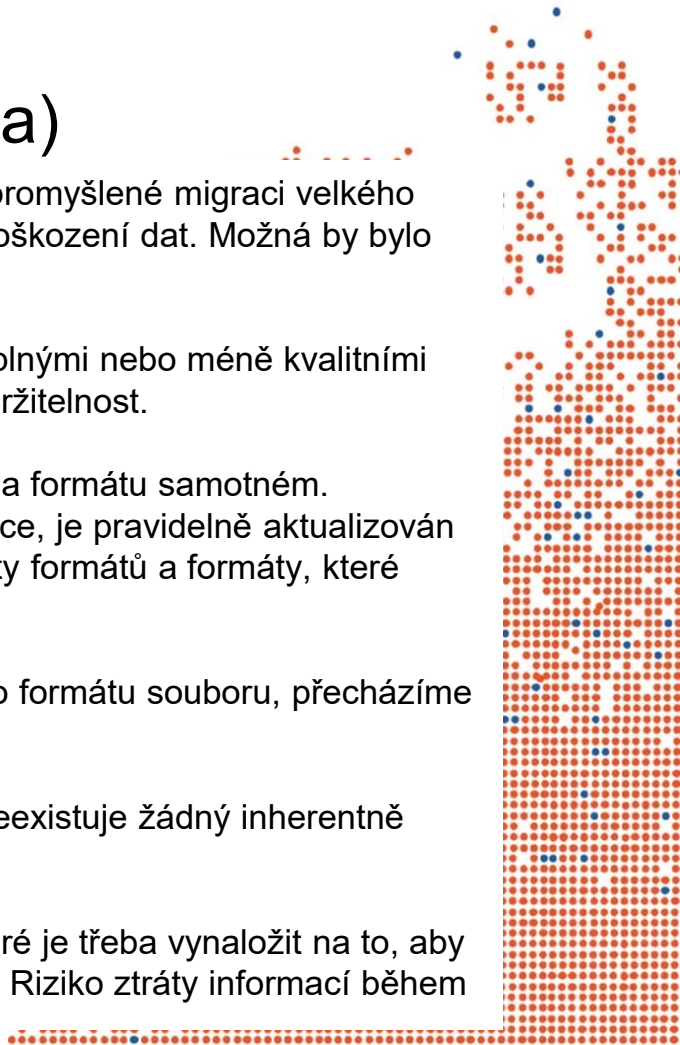 a)
promyšlené migraci velkého
oškození dat. Možná by bylo
olnými nebo méně kvalitními
ržitelnost.
a formátu samotném.
ce, je pravidelně aktualizován
ty formátů a formáty, které
o formátu souboru, přecházíme
eexistuje žádný inherentně
ré je třeba vynaložit na to, aby
Riziko ztráty informací během